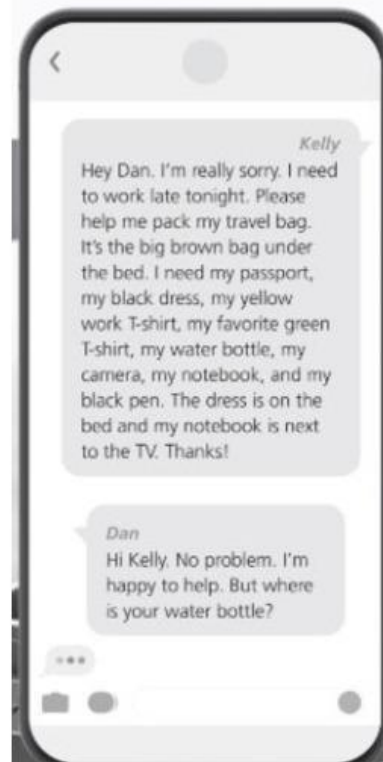 Kelly
Hey Dan. I'm really sorry. I need
to work late tonight. Please
help me pack my travel bag.
It's the big brown bag under
the bed. I need my passport,
my black dress, my yellow
work T-shirt, my favorite green
T-shirt, my water bottle, my
camera, my notebook, and my
black pen. The dress is on the
bed and my notebook is next
to the TV. Thanks!
Dan
Hi Kelly. No problem. I'm
happy to help. But where
is your water bottle?